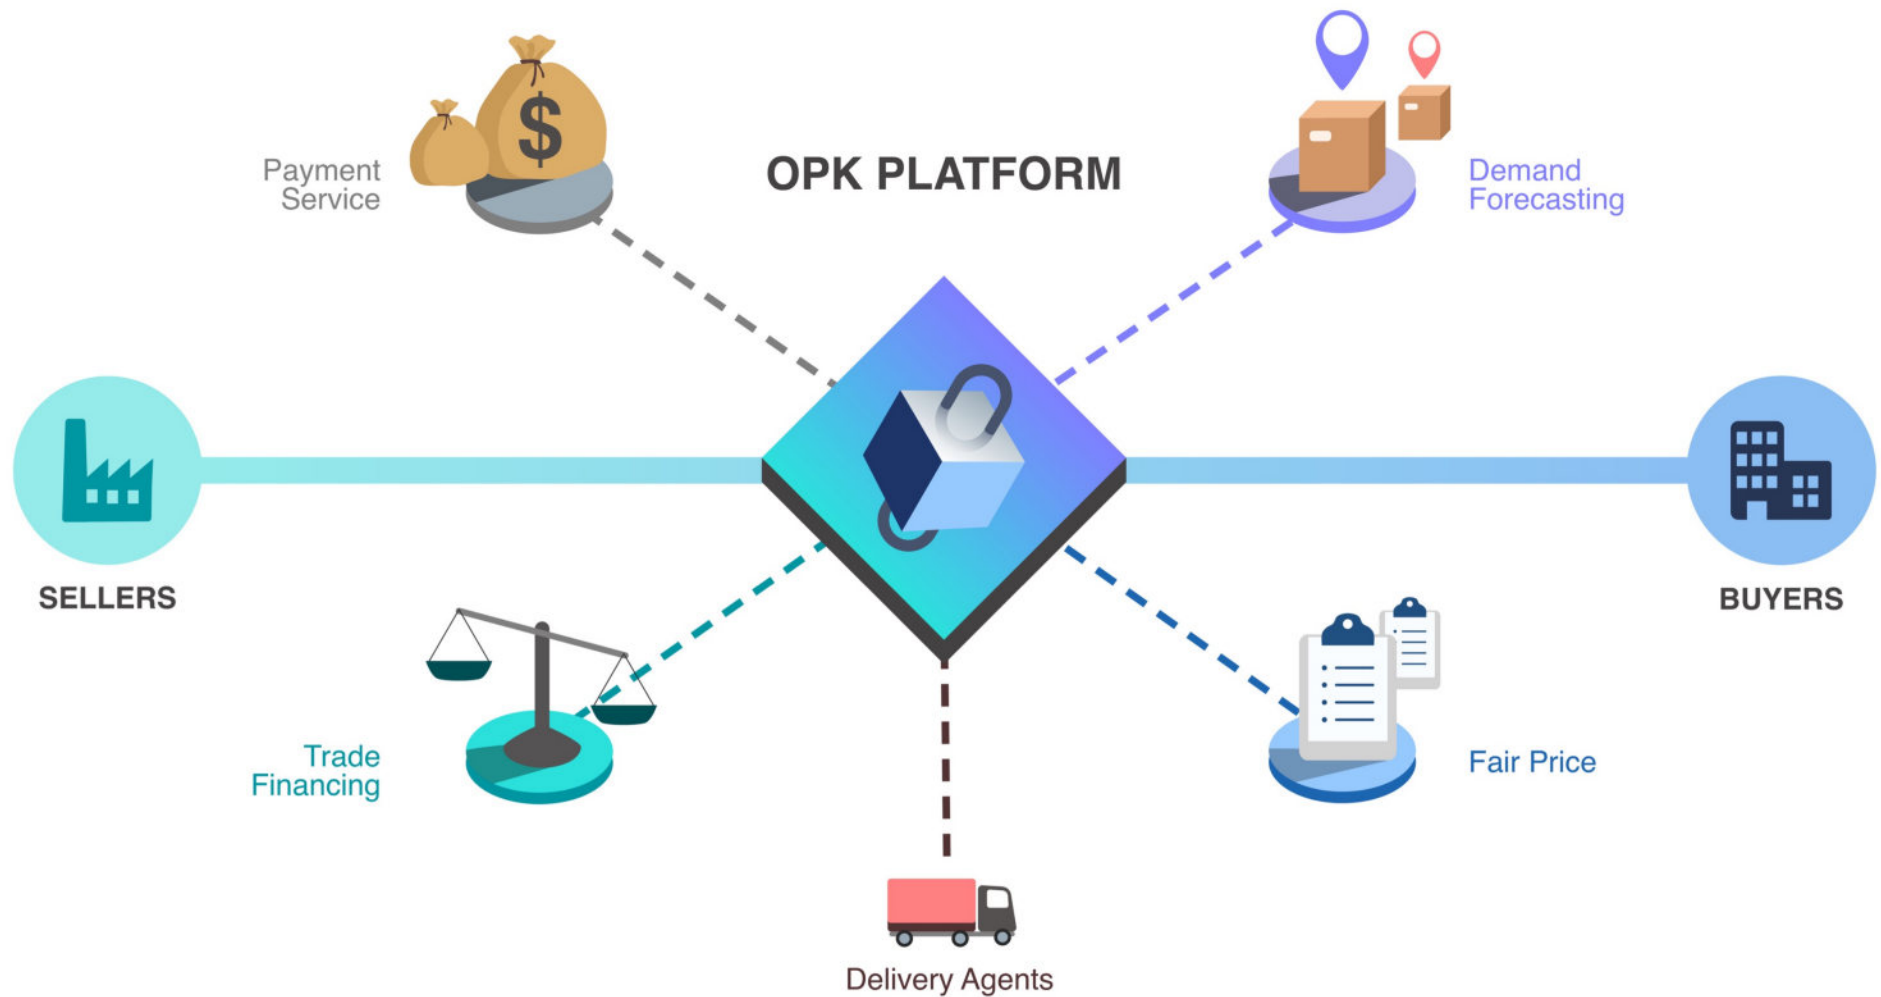 OPK PLATFORM
Payment
Service
$
Demand
Forecasting
SELLERS
BUYERS
Trade
Financing
Fair Price
Delivery Agents